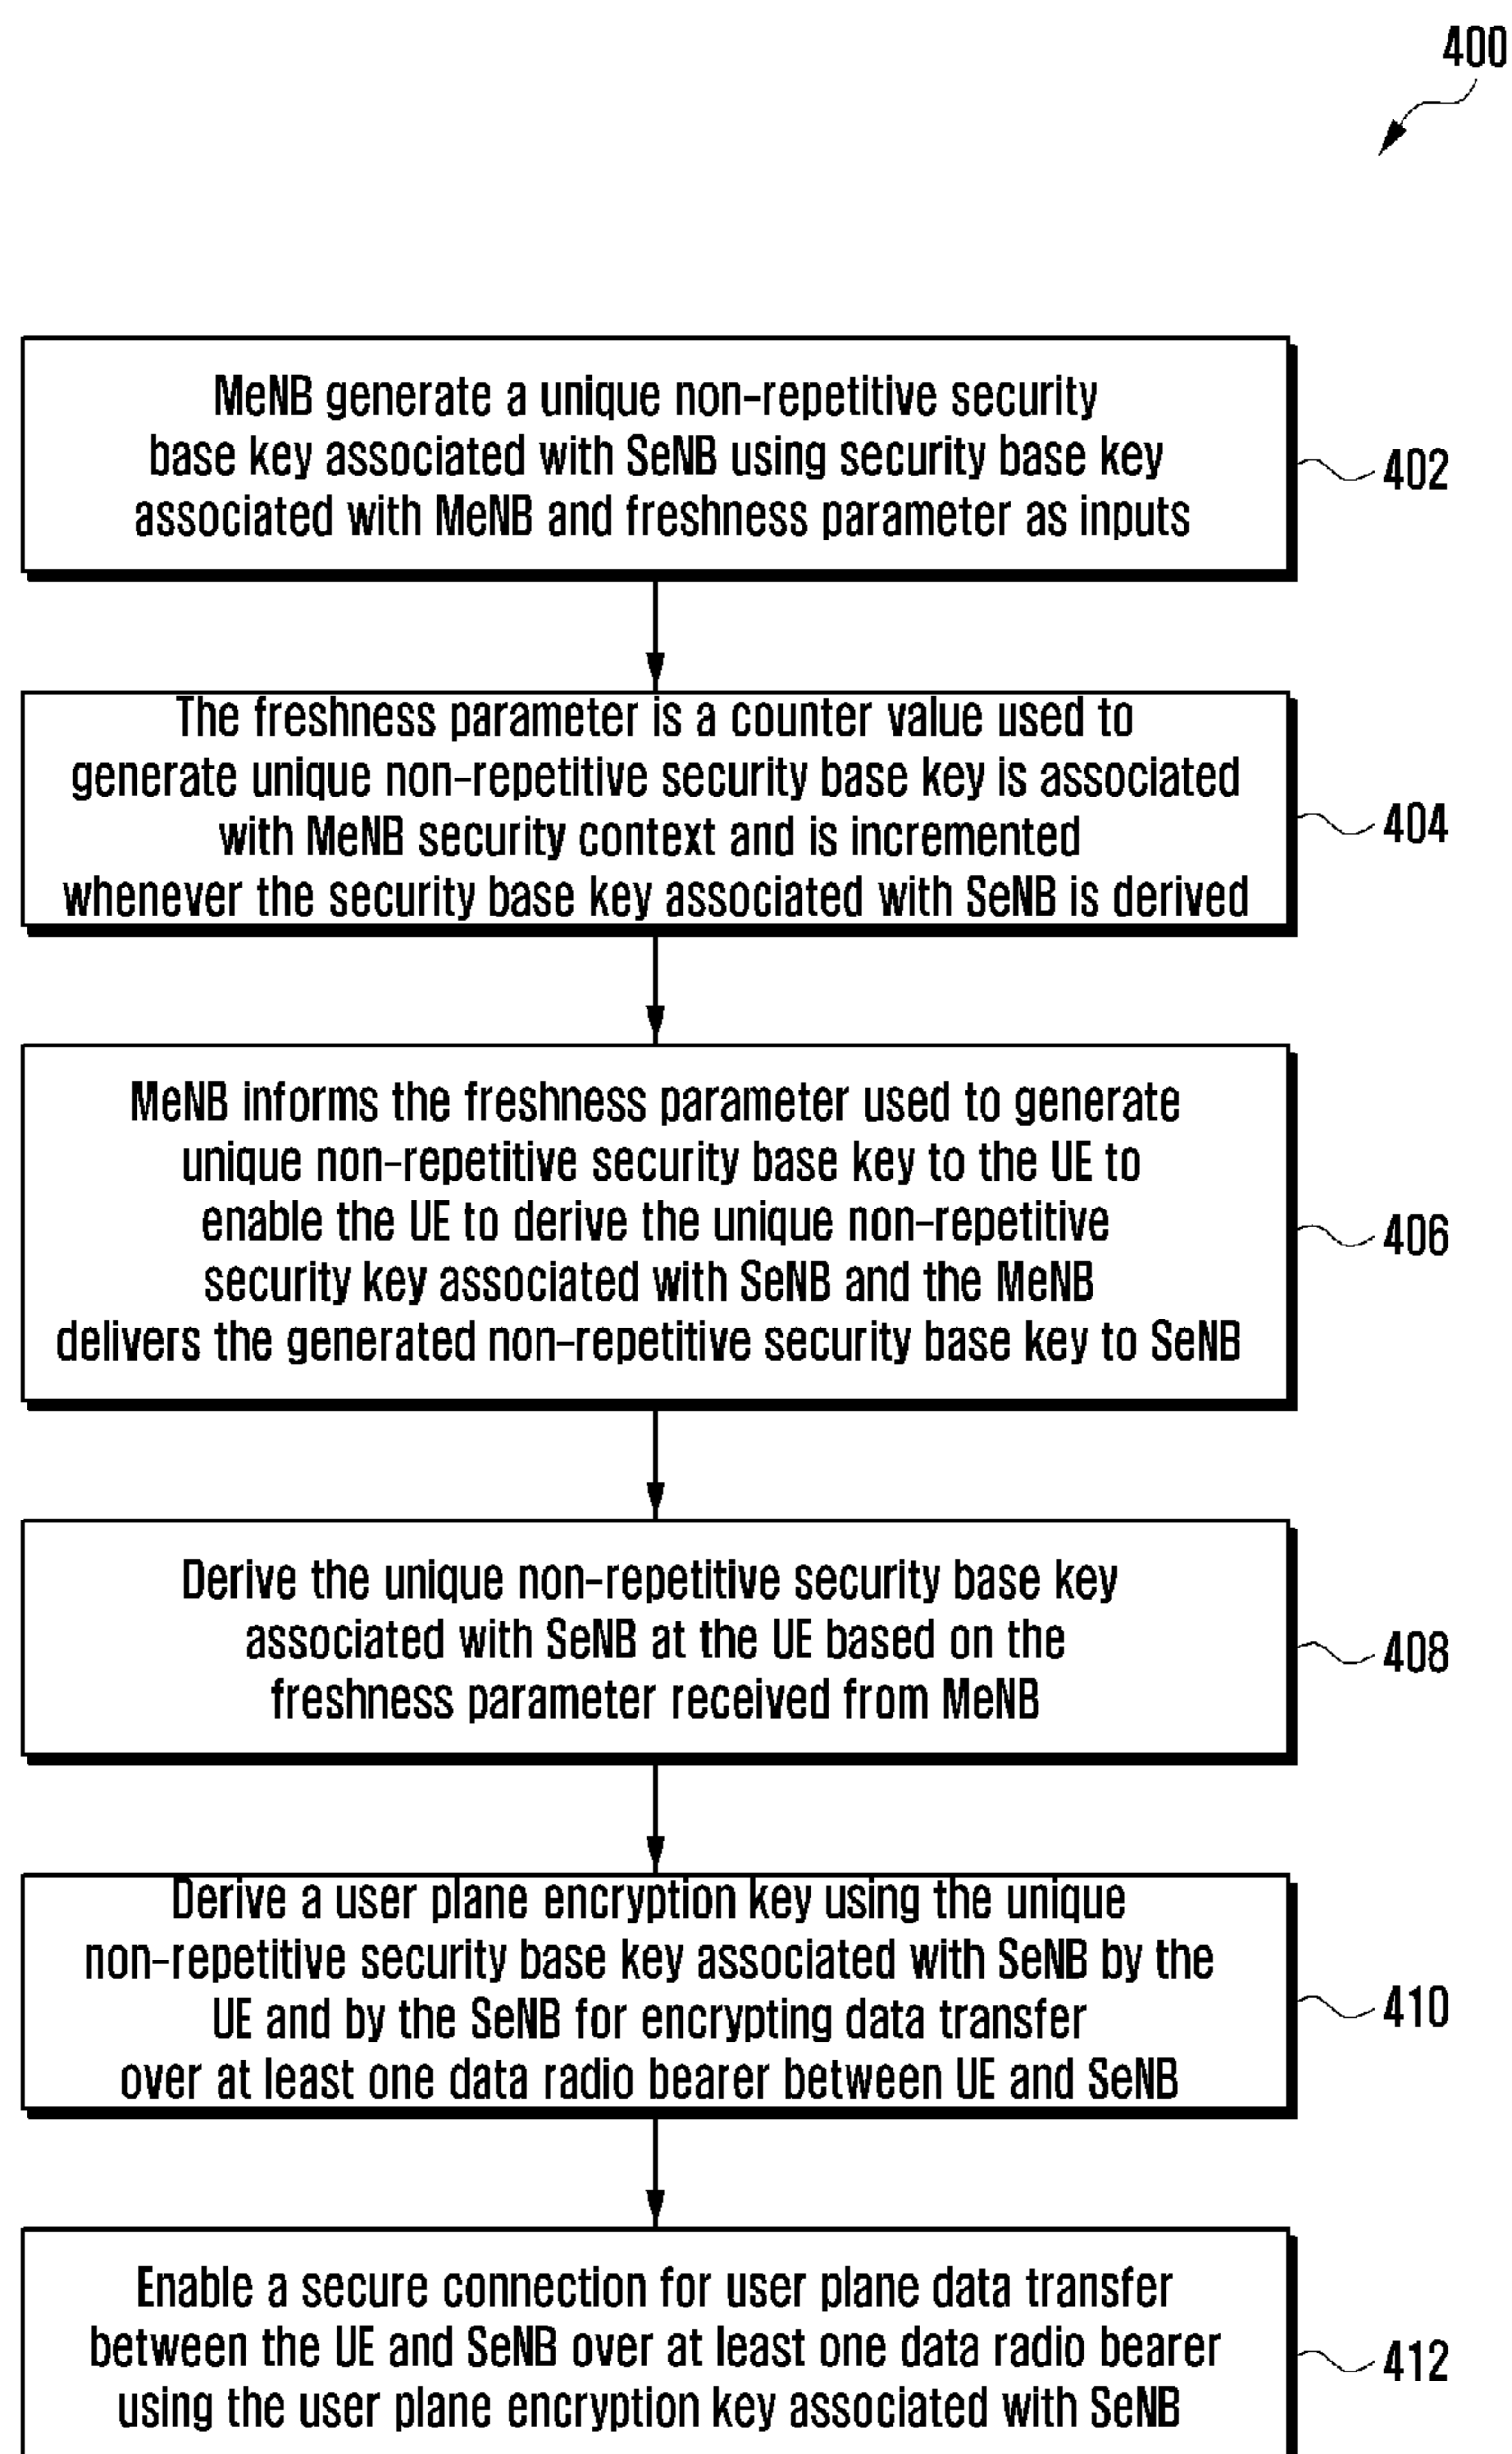 400
MeNB generate a unique non-repetitive security
base key associated with SeNB using security base key
associated with MeNB and freshness parameter as inputs
402
The freshness parameter is a counter value used to
generate unique non-repetitive security base key is associated
with MeNB security context and is incremented
whenever the security base key associated with SeNB is derived
404
MeNB informs the freshness parameter used to generate
unique non-repetitive security base key to the UE to
enable the UE to derive the unique non-repetitive
security key associated with SeNB and the MeNB
delivers the generated non-repetitive security base key to SeNB
406
Derive the unique non-repetitive security base key
associated with SeNB at the UE based on the
freshness parameter received from MeNB
408
Derive a user plane encryption key using the unique
non-repetitive security base key associated with SeNB by the
UE and by the SeNB for encrypting data transfer
over at least one data radio bearer between UE and SeNB
410
Enable a secure connection for user plane data transfer
between the UE and SeNB over at least one data radio bearer
using the user plane encryption key associated with SeNB
412